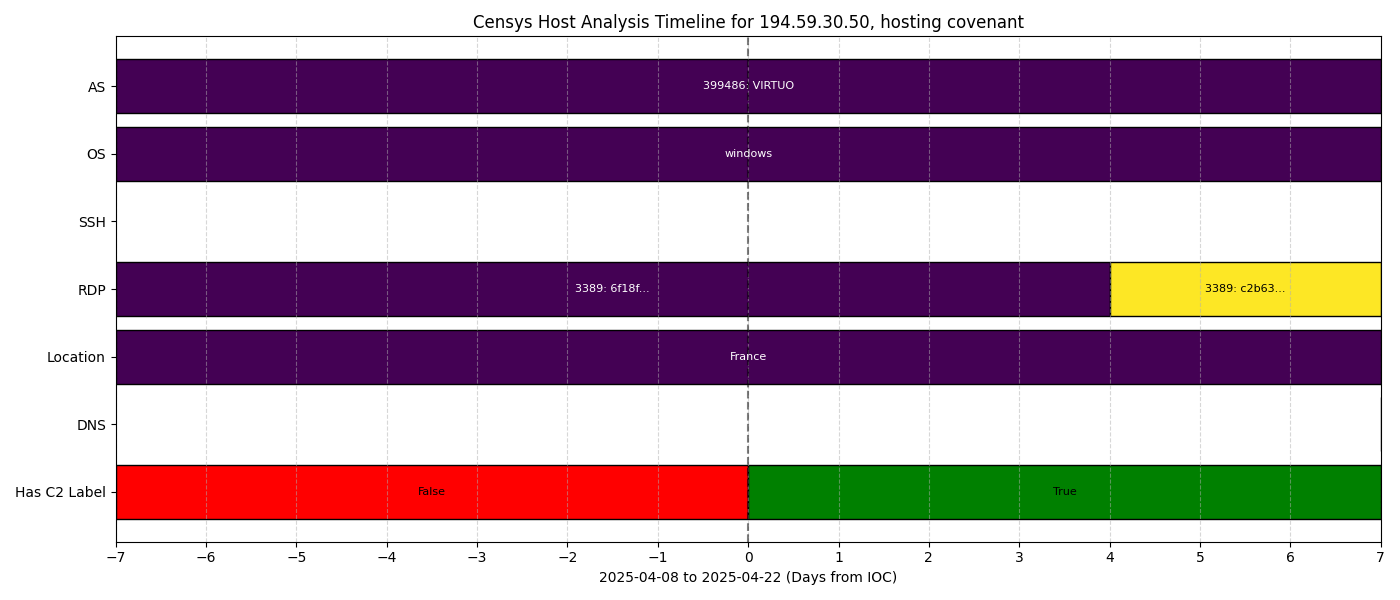 Censys Host Analysis Timeline for 194.59.30.50, hosting covenant
AS
399486: VIRTUO
OS
windows
SSH
RDP
3389: 6f18f...
3389: c2b63...
Location
France
DNS
Has C2 Label
False
True
−7 −6 −5 −4 −3 −2 −1 0 1 2 3 4 5 6 7
2025-04-08 to 2025-04-22 (Days from IOC)